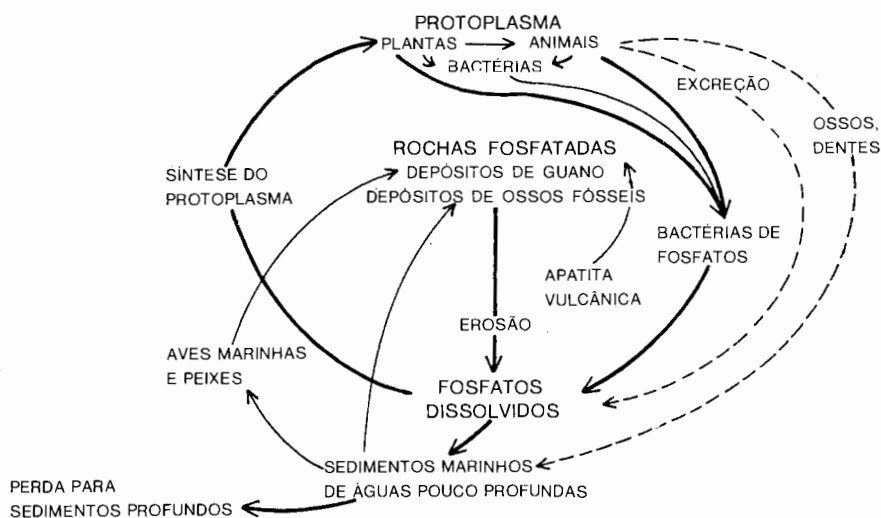 PROTOPLASMA
PLANTAS ANIMAIS
BACTÉRIAS
EXCREÇÃO
OSSOS,
DENTES
ROCHAS FOSFATADAS
DEPÓSITOS DE GUANO
DEPÓSITOS DE OSSOS FÓSSEIS
SÍNTESE DO
PROTOPLASMA
BACTÉRIAS DE
FOSFATOS
APATITA
VULCÂNICA
EROSÃO
AVES MARINHAS
E PEIXES
FOSFATOS
DISSOLVIDOS
SEDIMENTOS MARINHOS
DE ÁGUAS POUCO PROFUNDAS
PERDA PARA
SEDIMENTOS PROFUNDOS